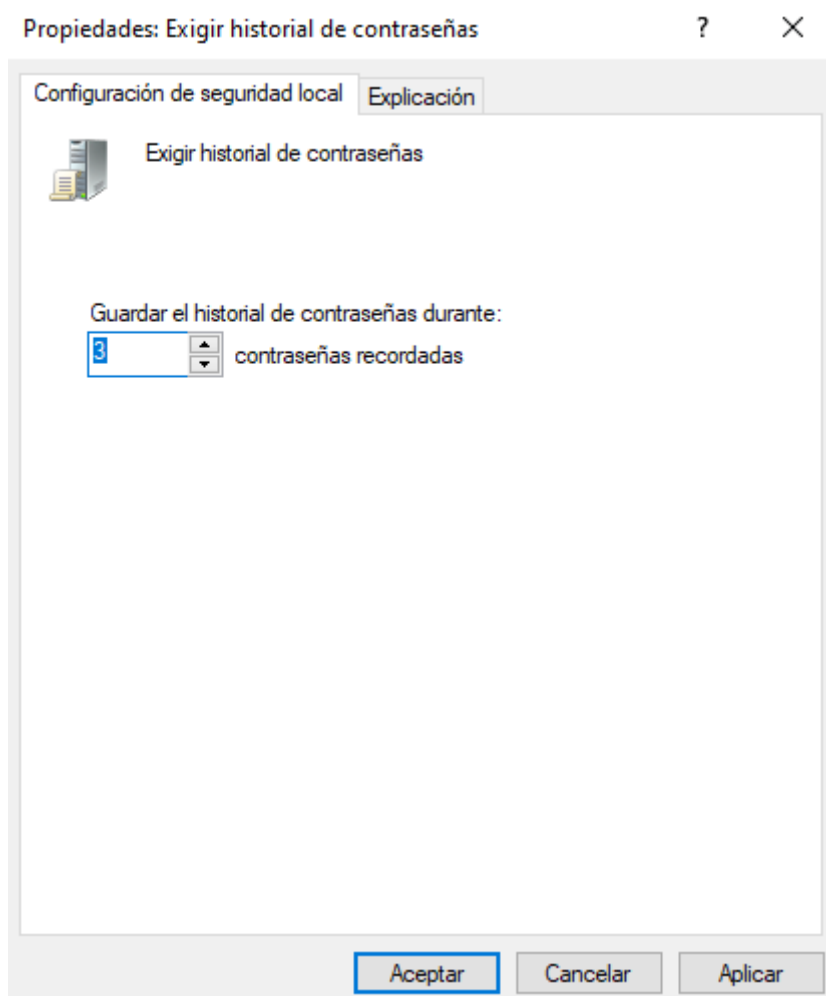 Propiedades: Exigir historial de contraseñas ? ×
Configuración de seguridad local Explicación
Exigir historial de contraseñas
Guardar el historial de contraseñas durante:
3 contraseñas recordadas
Aceptar Cancelar Aplicar